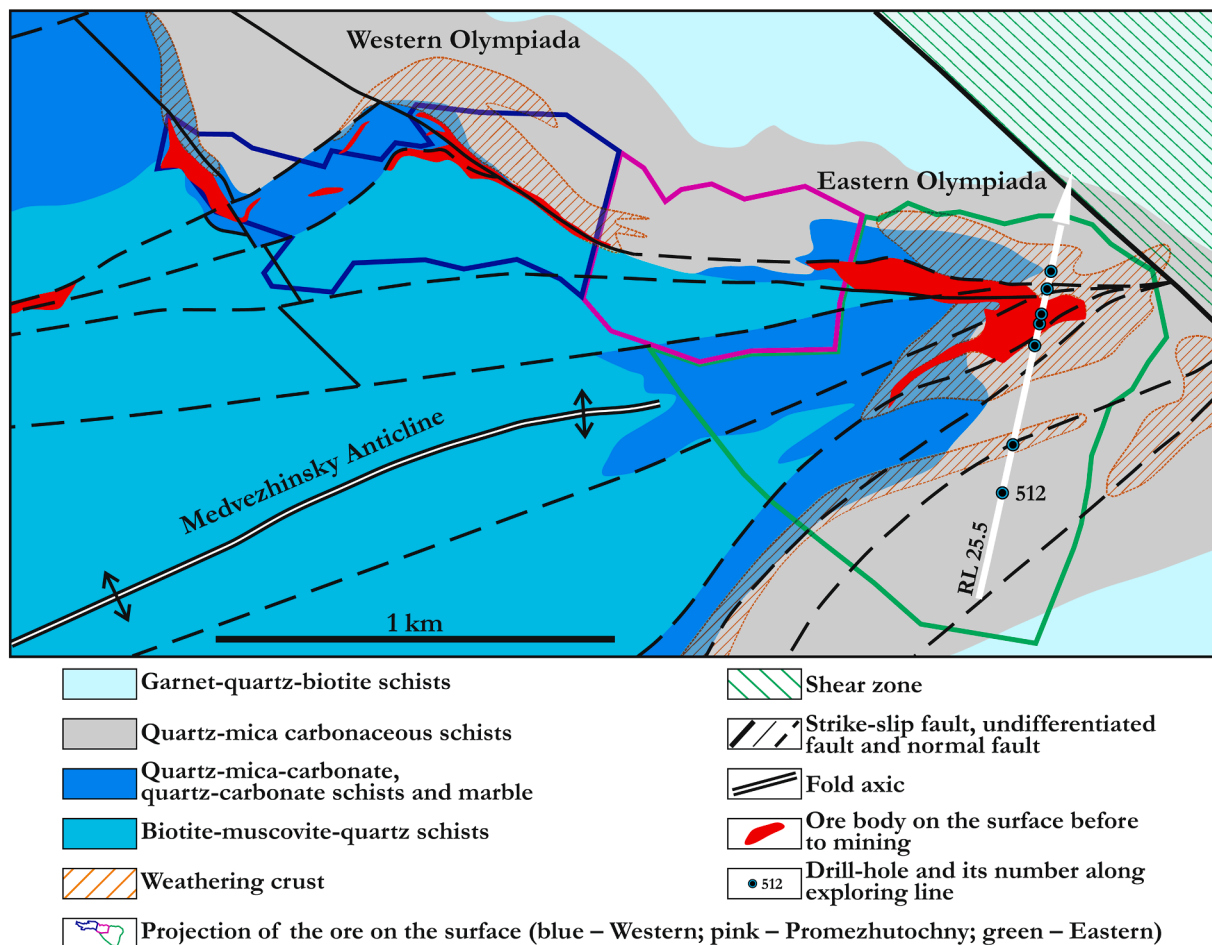 Western Olympiada
Eastern Olympiada
Medvezhinsky Anticline
512
RL 25.5
1 km
Garnet-quartz-biotite schists
Quartz-mica carbonaceous schists
Quartz-mica-carbonate,
quartz-carbonate schists and marble
Biotite-muscovite-quartz schists
Weathering crust
Shear zone
Strike-slip fault, undifferentiated
fault and normal fault
Fold axic
Ore body on the surface before
to mining
512
Drill-hole and its number along
exploring line
Projection of the ore on the surface (blue – Western; pink – Promezhutochny; green – Eastern)